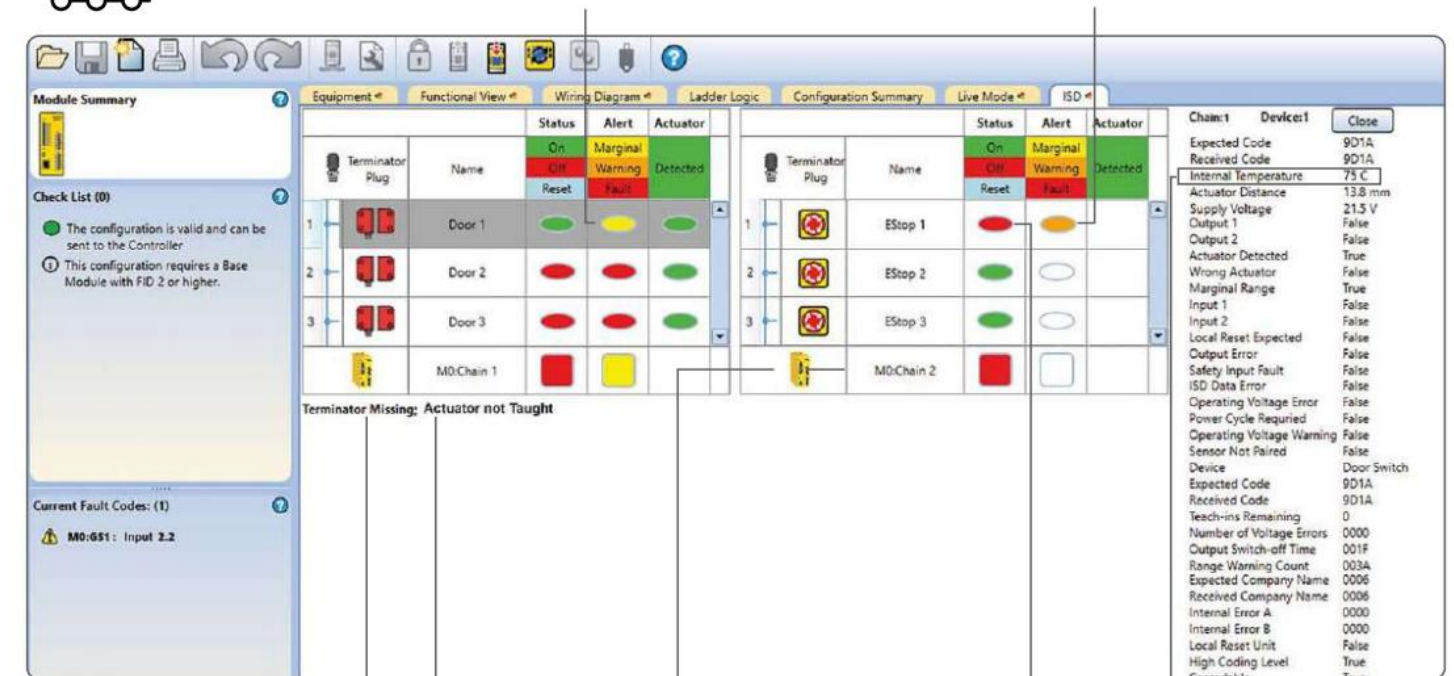 Module Summary
Check List (0)
The configuration is valid and can be
sent to the Controller
This configuration requires a Base
Module with FID 2 or higher.
Current Fault Codes: (1)
M0:GS1 : Input 2.2
Equipment Functional View Wiring Diagram Ladder Logic Configuration Summary Live Mode ISD
Status Alert Actuator
Terminator Plug Name On Off Reset Marginal Warning Fault Detected
1 Door 1
2 Door 2
3 Door 3
M0:Chain 1
Terminator Missing; Actuator not Taught
Status Alert Actuator
Terminator Plug Name On Off Reset Marginal Warning Fault Detected
1 EStop 1
2 EStop 2
3 EStop 3
M0:Chain 2
Chain:1 Device:1 Close
Expected Code 9D1A
Received Code 9D1A
Internal Temperature 75 C
Actuator Distance 13.8 mm
Supply Voltage 21.5 V
Output 1 False
Output 2 False
Actuator Detected True
Wrong Actuator False
Marginal Range True
Input 1 False
Input 2 False
Local Reset Expected False
Output Error False
Safety Input Fault False
ISD Data Error False
Operating Voltage Error False
Power Cycle Requried False
Operating Voltage Warning False
Sensor Not Paired False
Device Door Switch
Expected Code 9D1A
Received Code 9D1A
Teach-ins Remaining 0
Number of Voltage Errors 0000
Output Switch-off Time 001F
Range Warning Count 003A
Expected Company Name 0006
Received Company Name 0006
Internal Error A 0000
Internal Error B 0000
Local Reset Unit False
High Coding Level True